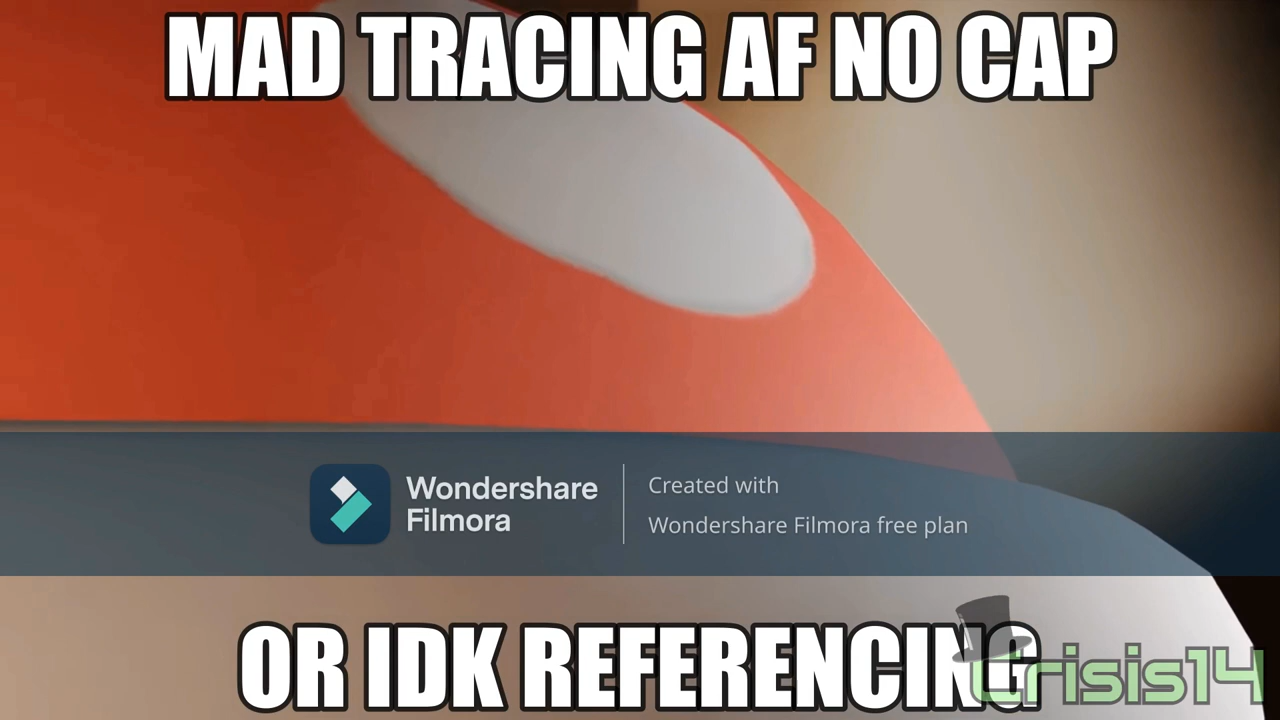 MAD TRACING AF NO CAP
Wondershare
Filmora
Created with
Wondershare Filmora free plan
OR IDK REFERENCING
Crisis14